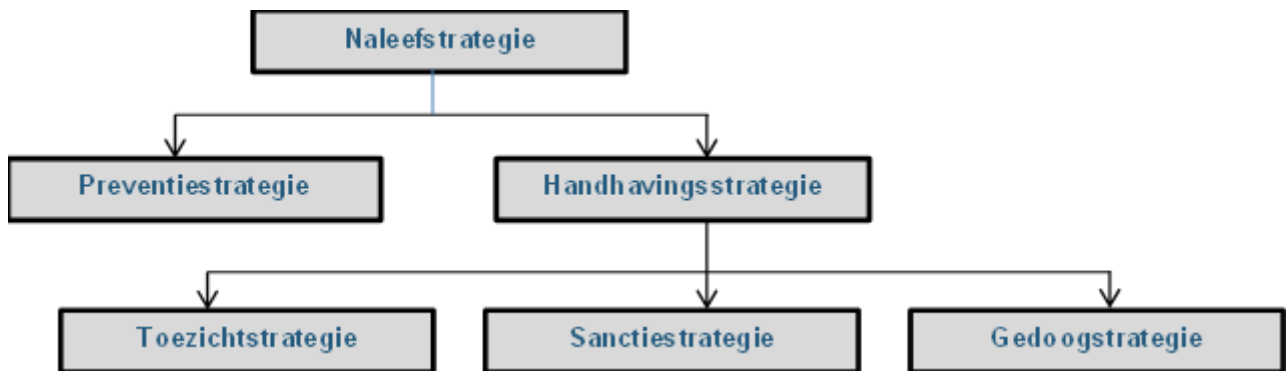 Naleefstrategie
Preventiestrategie
Handhavingsstrategie
Toezichtstrategie
Sanctiestrategie
Gedoogstrategie